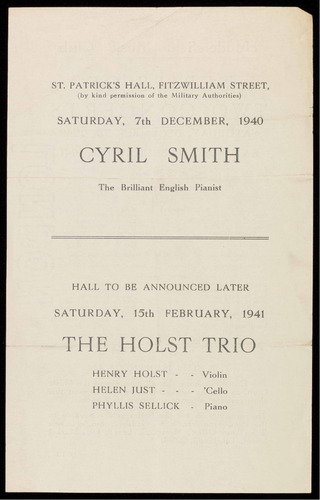 ST. PATRICK'S HALL, FITZWILLIAM STREET,
(by kind permission of the Military Authorities)
SATURDAY, 7th DECEMBER, 1940
CYRIL SMITH
The Brilliant English Pianist
HALL TO BE ANNOUNCED LATER
SATURDAY, 15th FEBRUARY, 1941
THE HOLST TRIO
HENRY HOLST - - Violin
HELEN JUST - - - 'Cello
PHYLLIS SELLICK - Piano